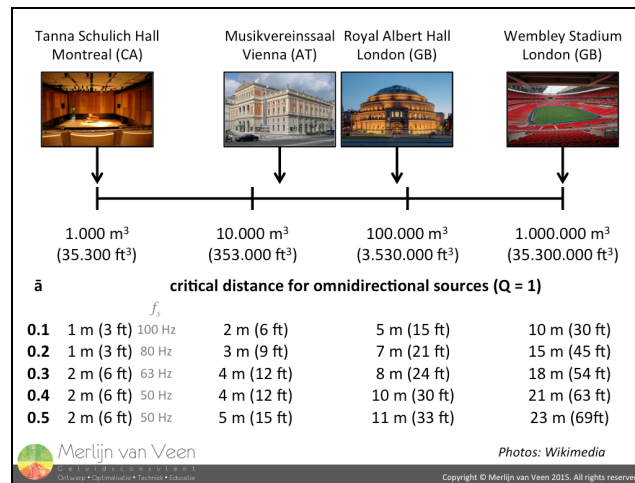 Tanna Schulich Hall Musikvereinssaal Royal Albert Hall Wembley Stadium
Montreal (CA) Vienna (AT) London (GB) London (GB)
1.000 m³ 10.000 m³ 100.000 m³ 1.000.000 m³
(35.300 ft³) (353.000 ft³) (3.530.000 ft³) (35.300.000 ft³)
ā critical distance for omnidirectional sources (Q = 1)
fs
0.1 1 m (3 ft) 100 Hz 2 m (6 ft) 5 m (15 ft) 10 m (30 ft)
0.2 1 m (3 ft) 80 Hz 3 m (9 ft) 7 m (21 ft) 15 m (45 ft)
0.3 2 m (6 ft) 63 Hz 4 m (12 ft) 8 m (24 ft) 18 m (54 ft)
0.4 2 m (6 ft) 50 Hz 4 m (12 ft) 10 m (30 ft) 21 m (63 ft)
0.5 2 m (6 ft) 50 Hz 5 m (15 ft) 11 m (33 ft) 23 m (69ft)
Merlijn van Veen Photos: Wikimedia
Geluidsconsulent
Ontwerp • Optimalisatie • Techniek • Educatie Copyright © Merlijn van Veen 2015. All rights reserved